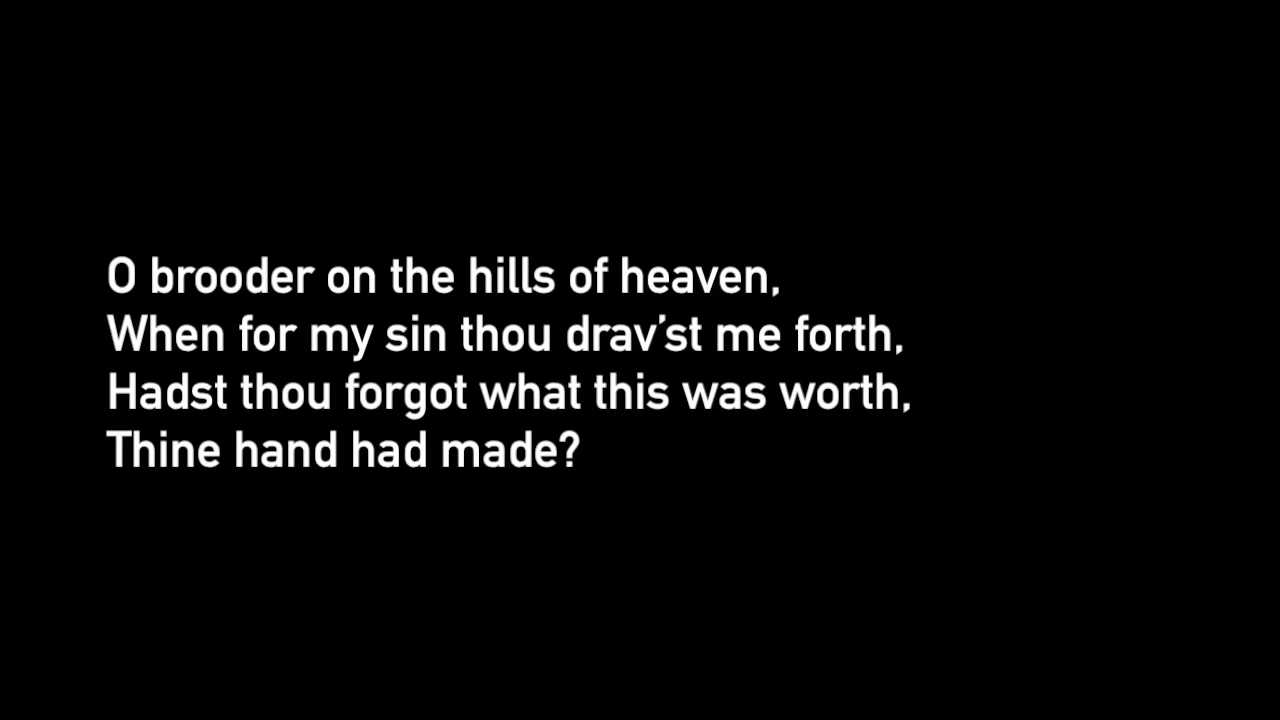 O brooder on the hills of heaven,
When for my sin thou drav’st me forth,
Hadst thou forgot what this was worth,
Thine hand had made?